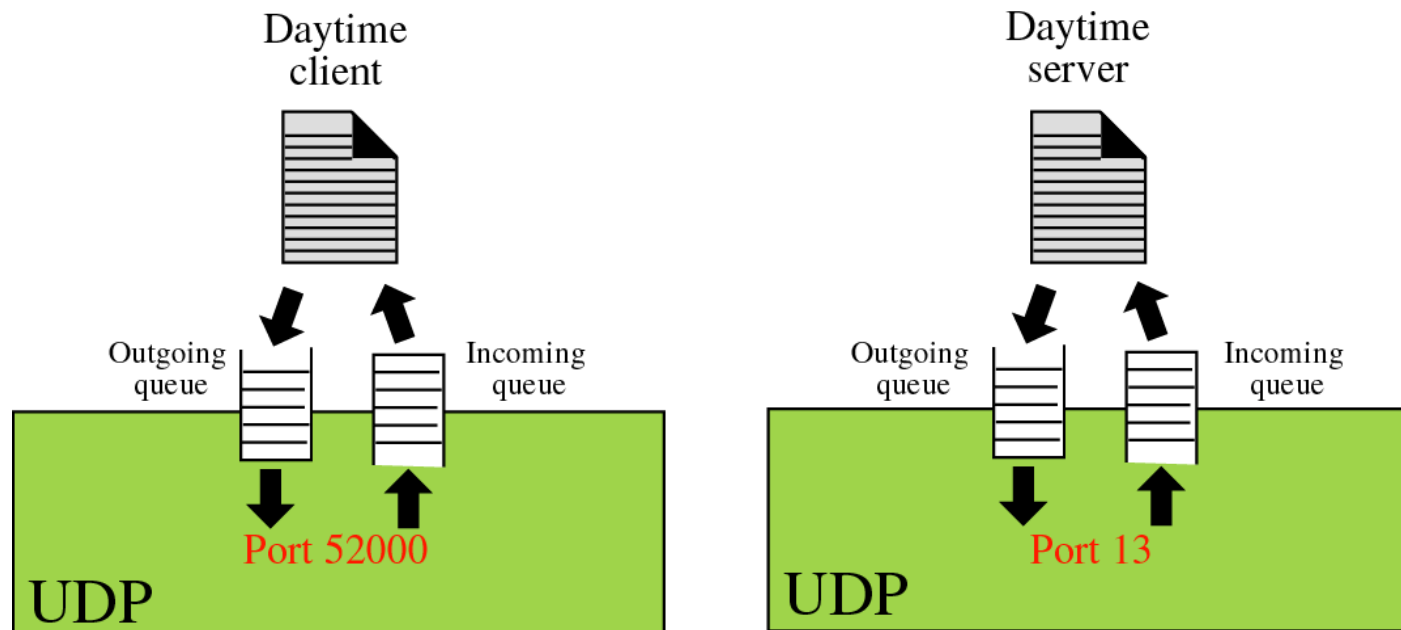 Daytime
client
Outgoing
queue
Incoming
queue
Port 52000
UDP
Daytime
server
Outgoing
queue
Incoming
queue
Port 13
UDP